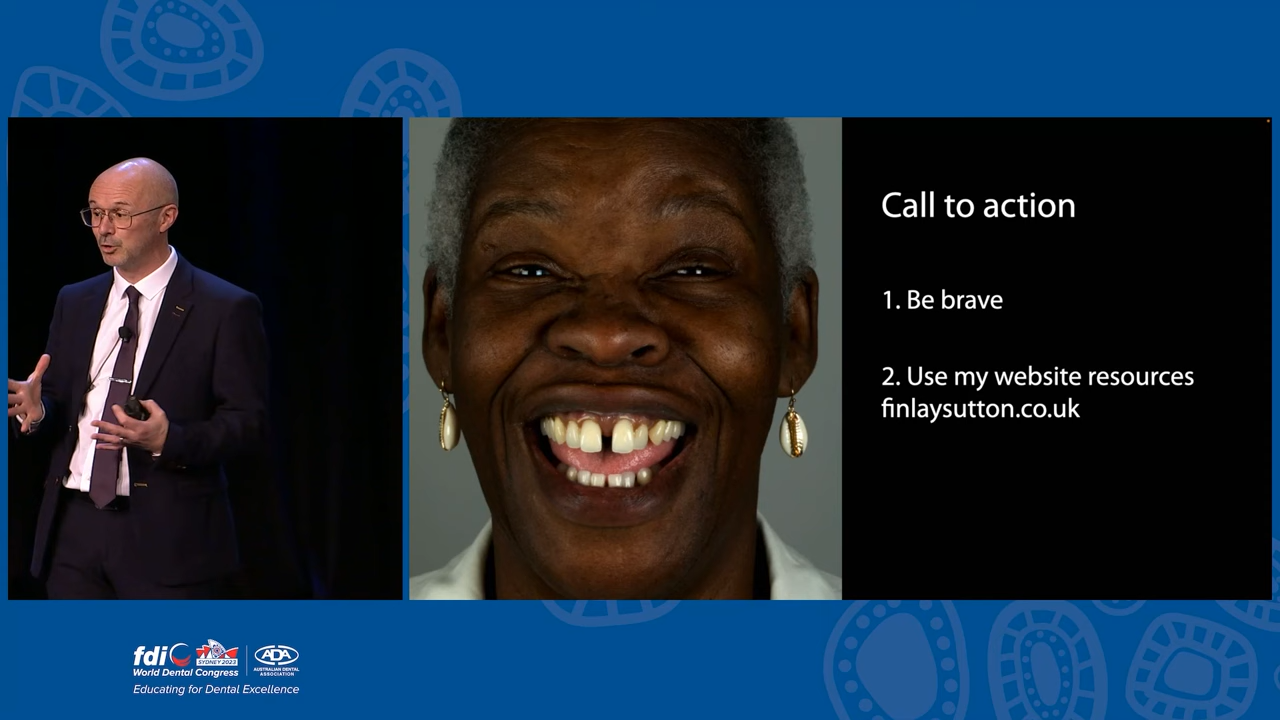 Call to action
1. Be brave
2. Use my website resources
finlaysutton.co.uk
fdi
SYDNEY 2023
World Dental Congress
ADA
AUSTRALIAN DENTAL
ASSOCIATION
Educating for Dental Excellence